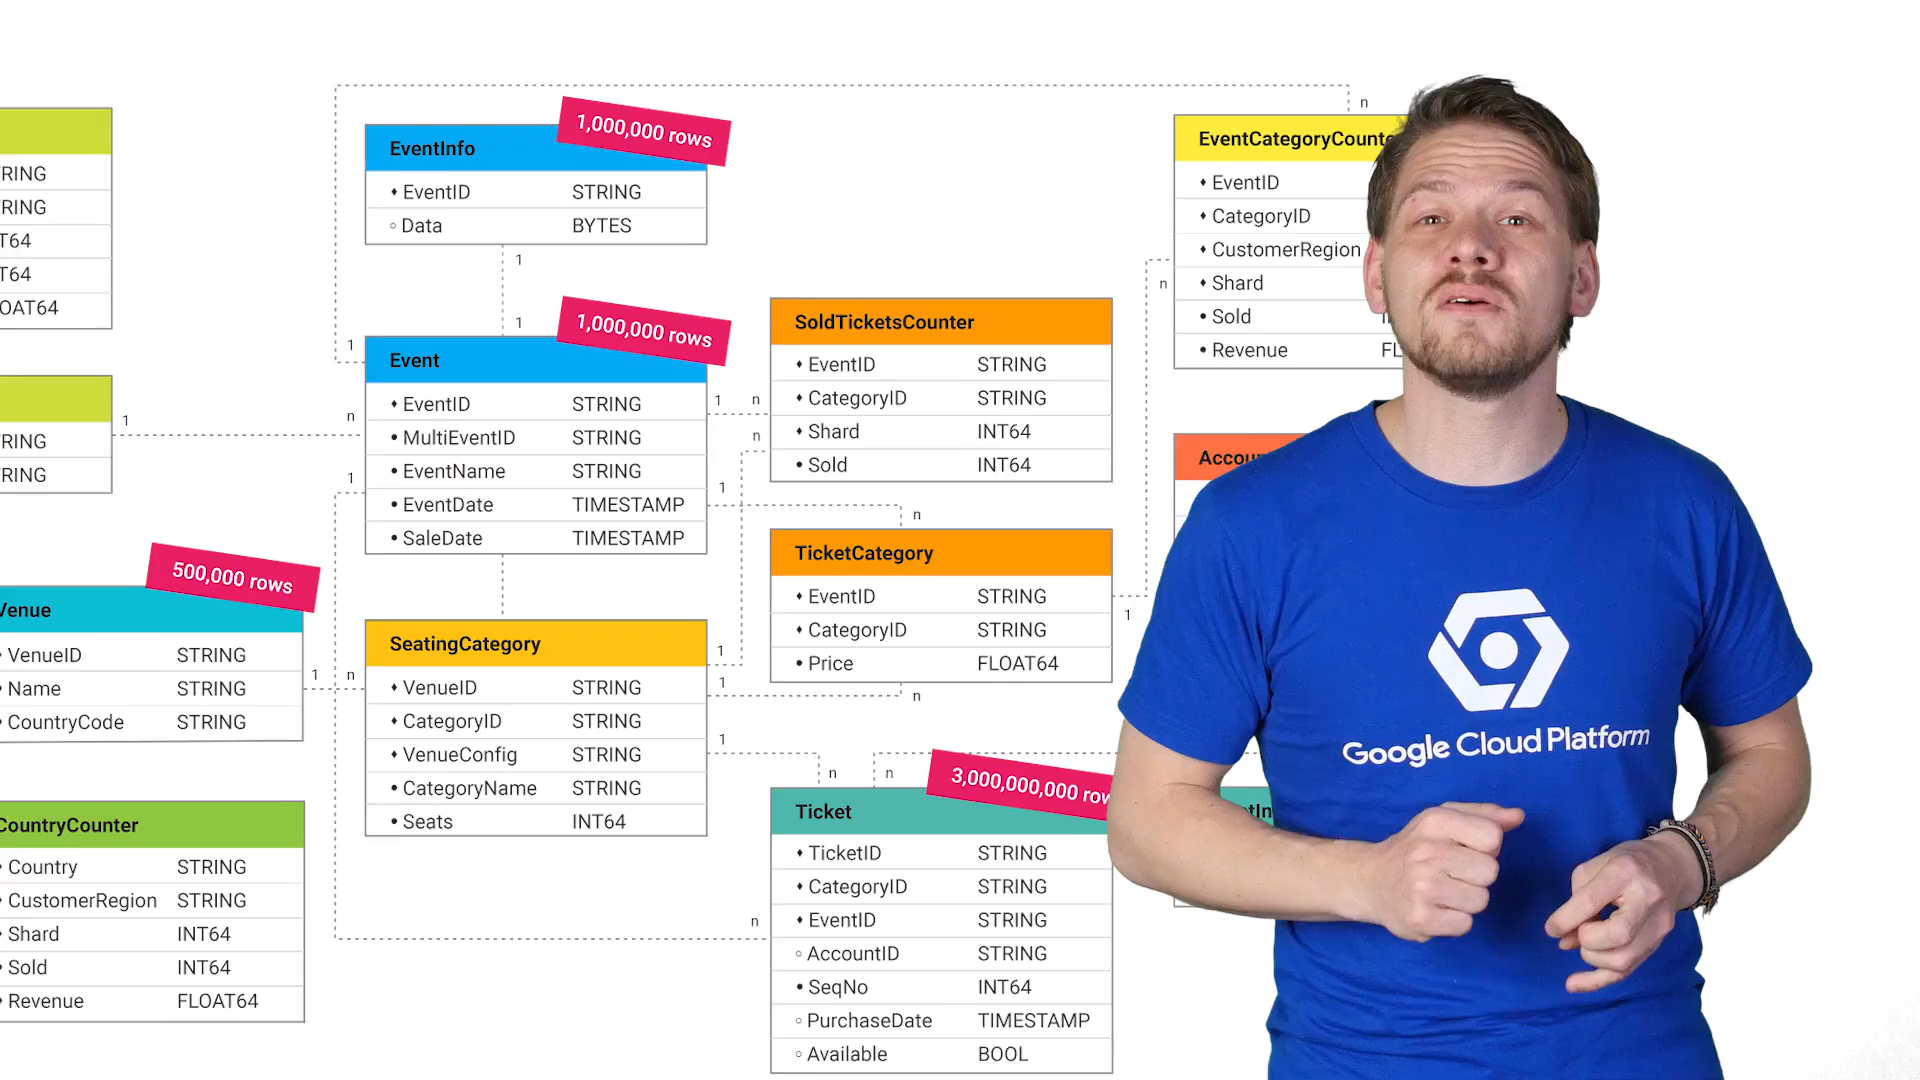 RING
RING
T64
T64
OAT64
RING
RING
500,000 rows
Venue
VenueID STRING
Name STRING
CountryCode STRING
CountryCounter
Country STRING
CustomerRegion STRING
Shard INT64
Sold INT64
Revenue FLOAT64
1,000,000 rows
EventInfo
EventID STRING
Data BYTES
1
1
1,000,000 rows
Event
EventID STRING
MultiEventID STRING
EventName STRING
EventDate TIMESTAMP
SaleDate TIMESTAMP
1
1 n
1
1 n
SeatingCategory
VenueID STRING
CategoryID STRING
VenueConfig STRING
CategoryName STRING
Seats INT64
SoldTicketsCounter
EventID STRING
CategoryID STRING
Shard INT64
Sold INT64
1 n
n
1
n
TicketCategory
EventID STRING
CategoryID STRING
Price FLOAT64
1
1
n
1
n n
n
3,000,000,000 row
Ticket
TicketID STRING
CategoryID STRING
EventID STRING
AccountID STRING
SeqNo INT64
PurchaseDate TIMESTAMP
Available BOOL
n
EventCategoryCounte
EventID
CategoryID
CustomerRegion
Shard
Sold
Revenue FL
n
1
Accou
Google Cloud Platform